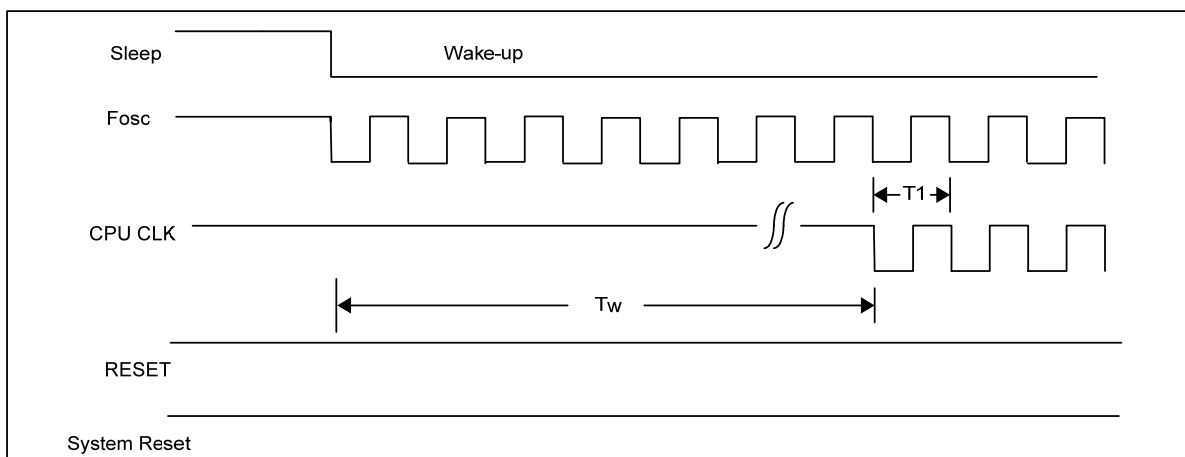 Sleep
Wake-up
Fosc
T1
CPU CLK
Tw
RESET
System Reset